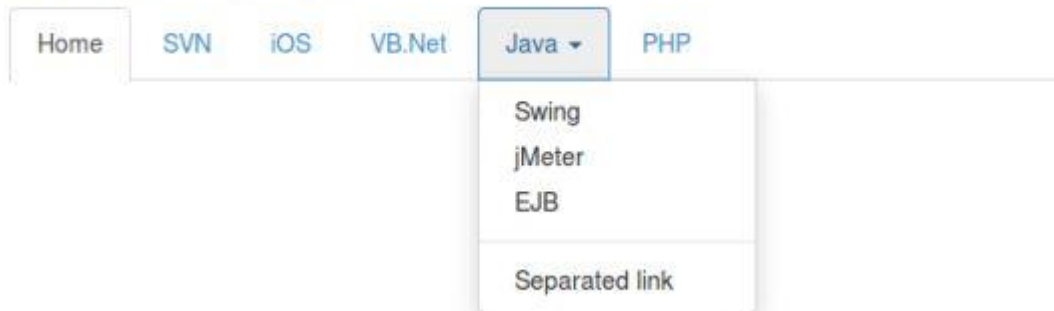 Home SVN iOS VB.Net Java PHP
Swing
jMeter
EJB
Separated link